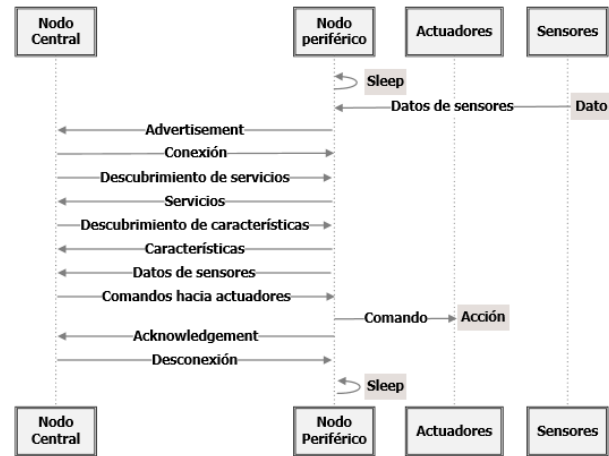 Nodo
Central
Nodo
periférico
Actuadores
Sensores
Sleep
Datos de sensores
Dato
Advertisement
Conexión
Descubrimiento de servicios
Servicios
Descubrimiento de características
Características
Datos de sensores
Comandos hacia actuadores
Comando
Acción
Acknowledgement
Desconexión
Sleep
Nodo
Central
Nodo
Periférico
Actuadores
Sensores